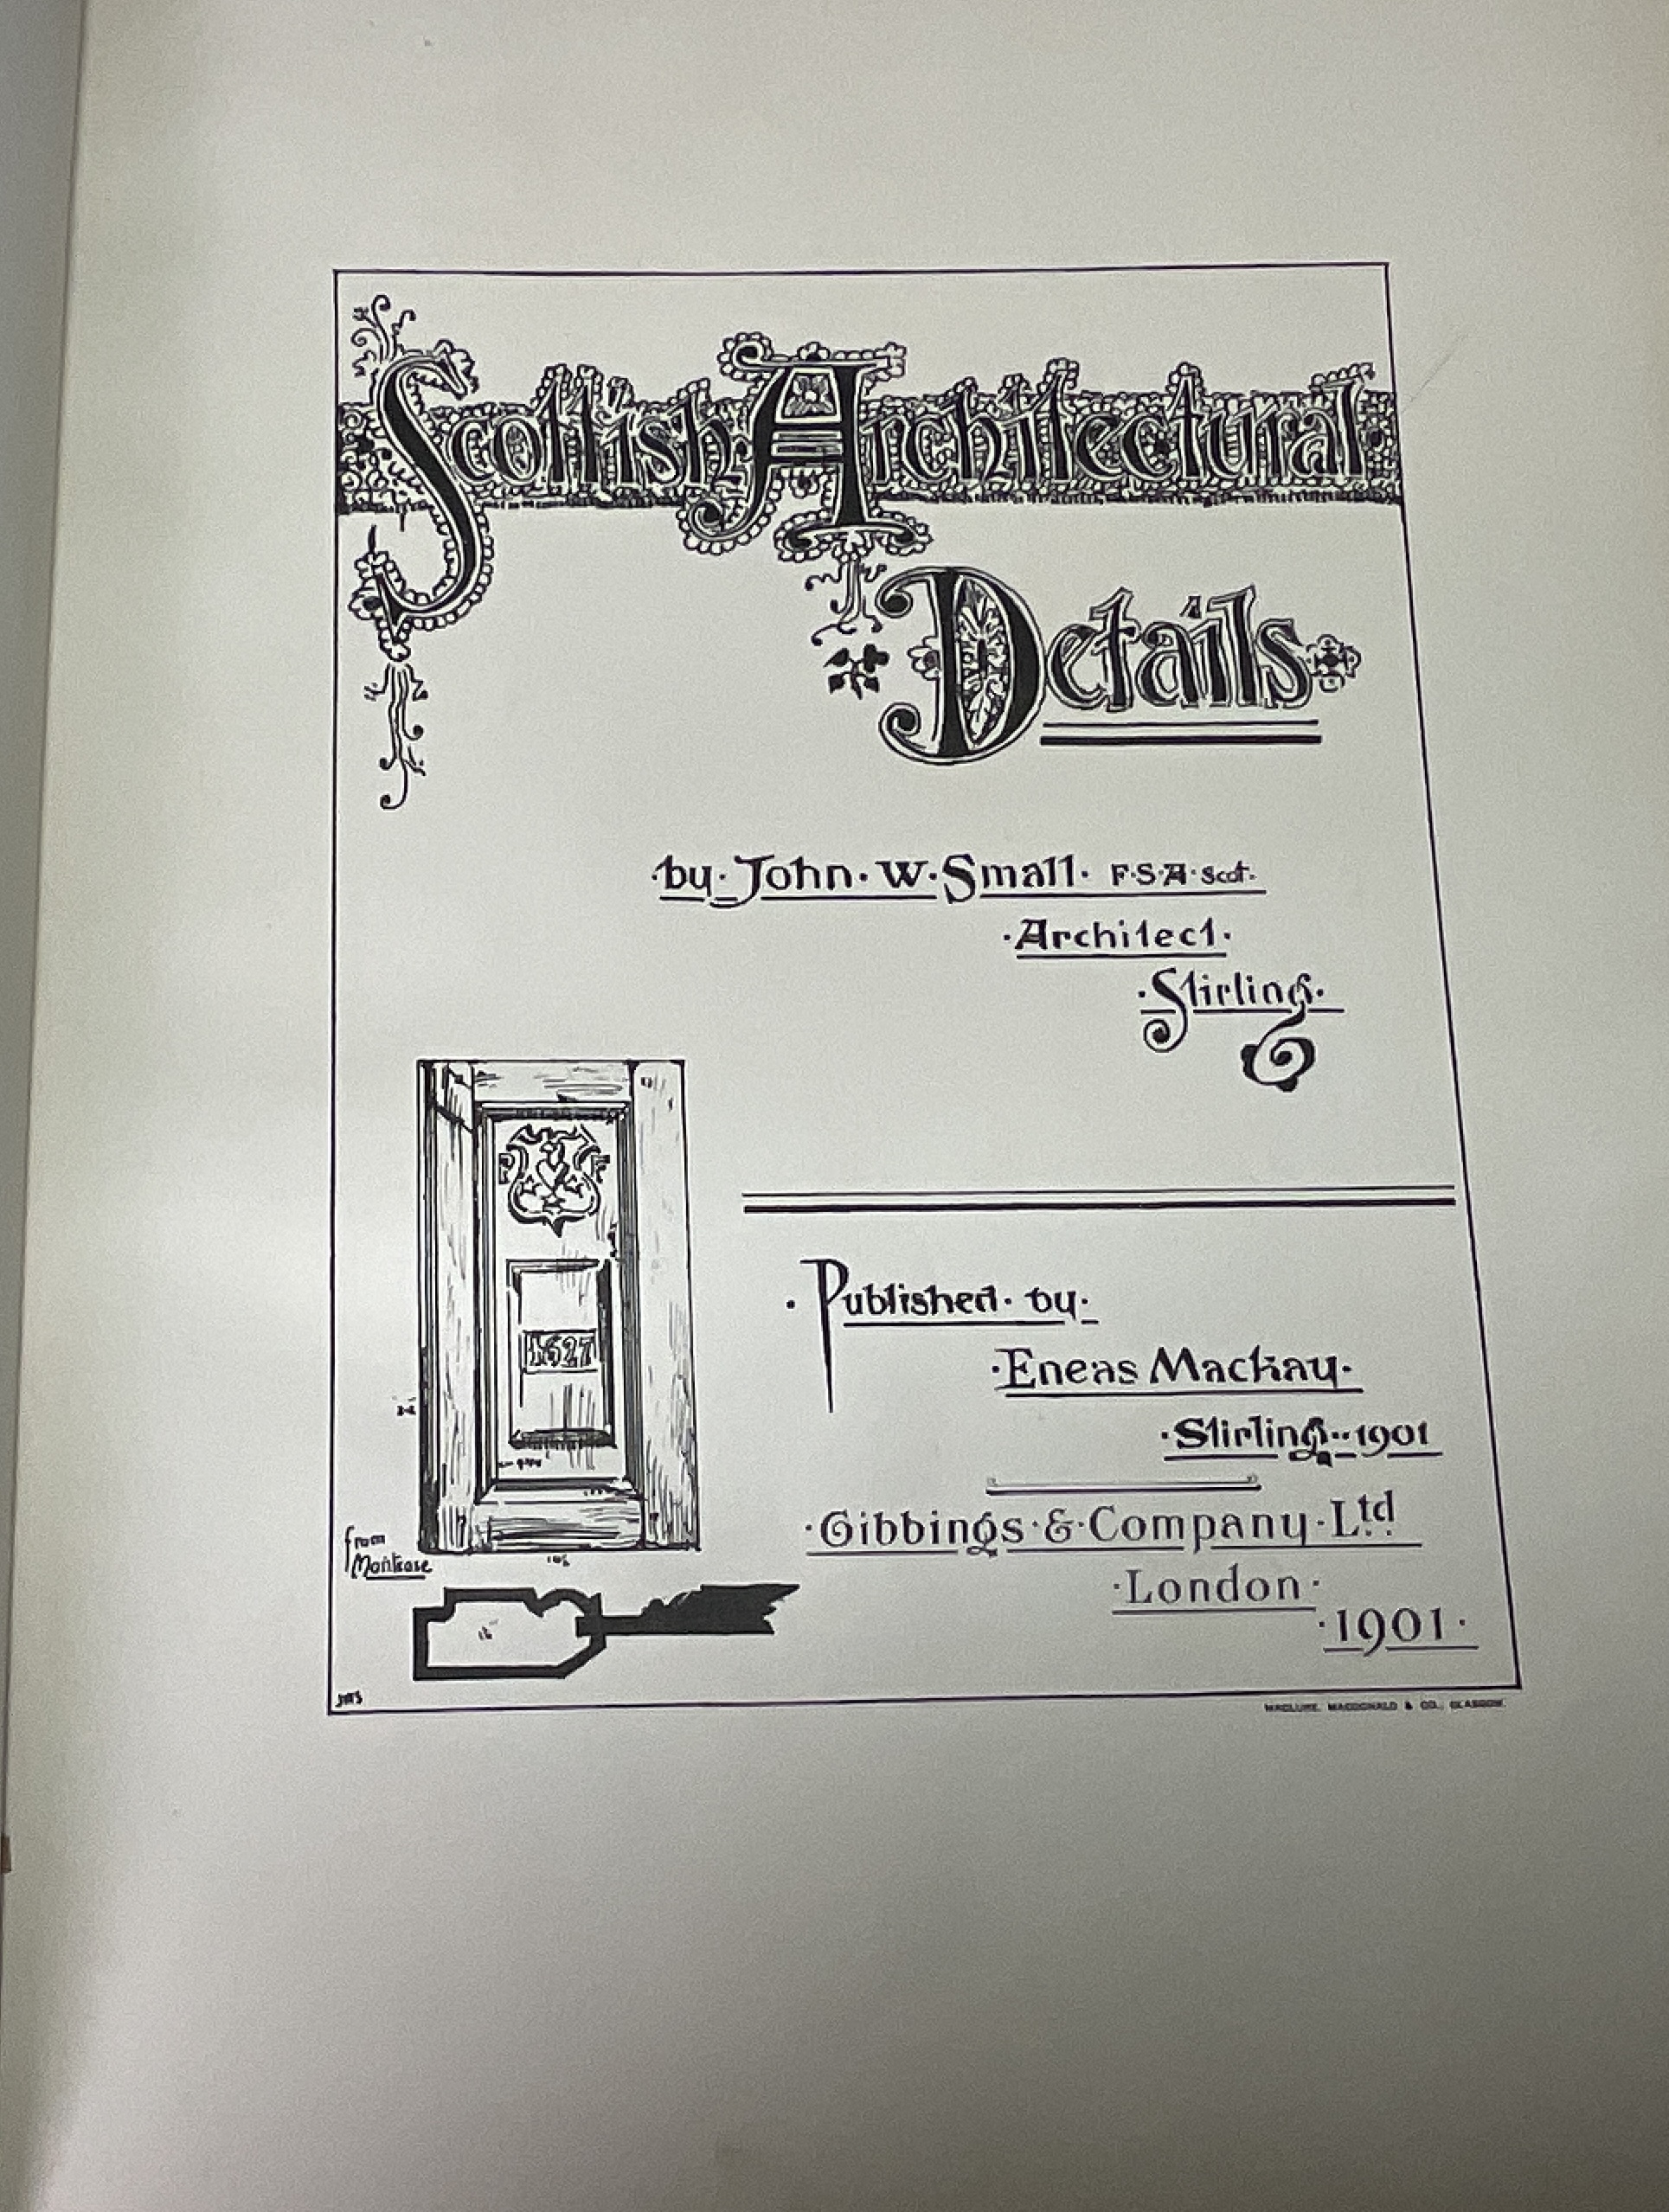 Scottish Architectural
Details
by John W. Small. F.S.A. Scot.
Architect.
Stirling.
P F
1627
Published by
Eneas Mackay.
Stirling. 1901
Gibbings & Company Ltd.
London
1901.
from
Montrose
JWS
MACLURE, MACDONALD & CO., GLASGOW.